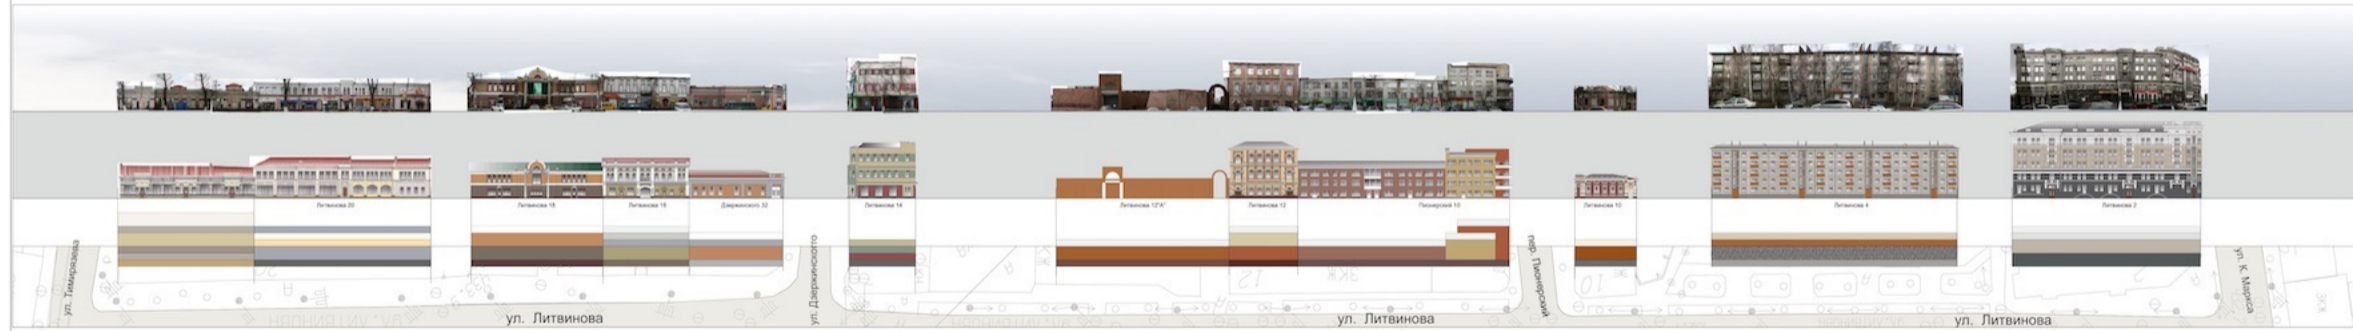 Литвинова 20
Литвинова 18
Литвинова 16
Дзержинского 32
Литвинова 14
Литвинова 12"А"
Литвинова 12
Пионерский 10
Литвинова 10
Литвинова 4
Литвинова 2
ул. Тимирязева
ул. Дзержинского
пер. Пионерский
ул. К. Маркса
ул. Литвинова
ул. Литвинова
ул. Литвинова